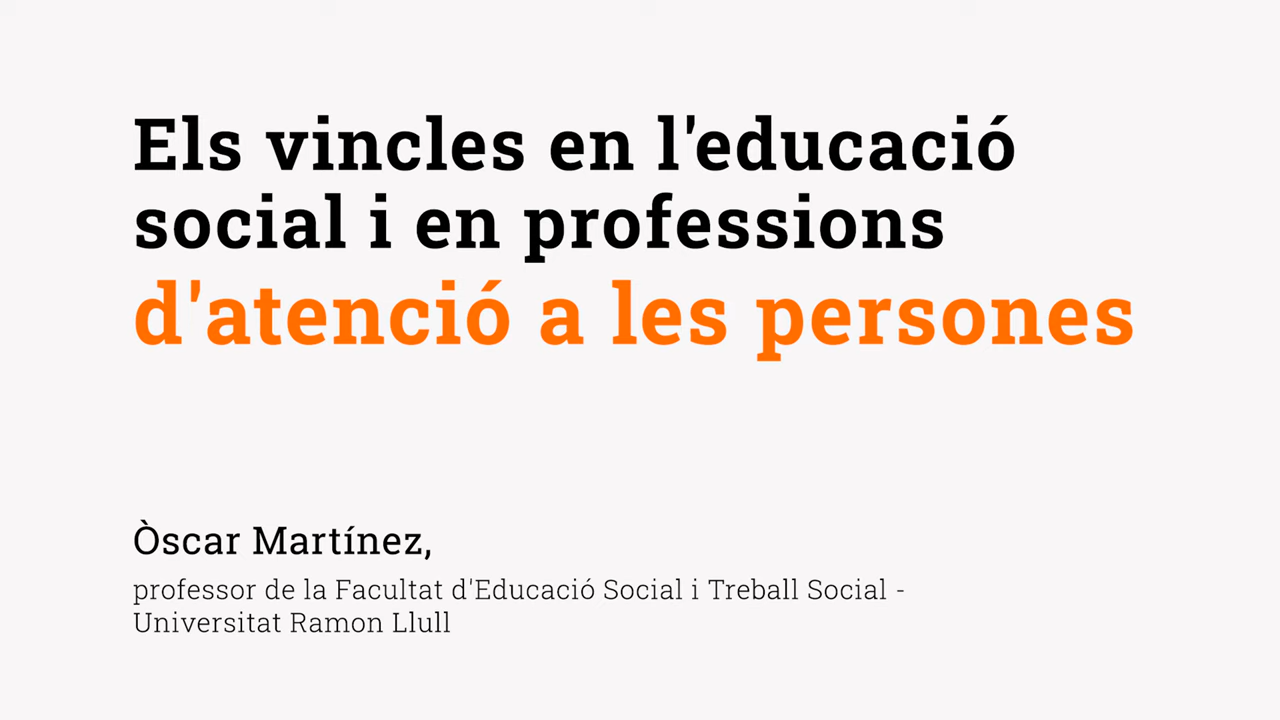 Els vincles en l'educació
social i en professions
d'atenció a les persones
Òscar Martínez,
professor de la Facultat d'Educació Social i Treball Social -
Universitat Ramon Llull